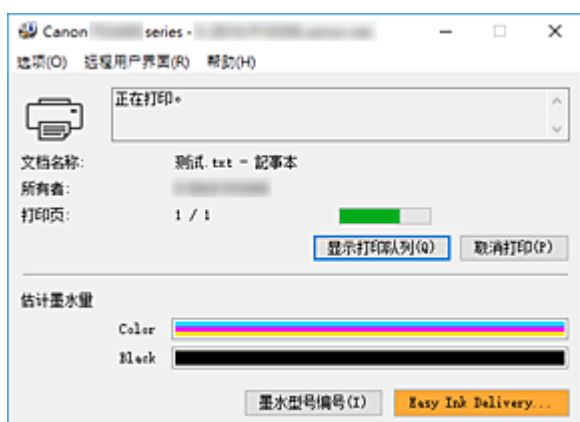 Canon series -
选项(O) 远程用户界面(R) 帮助(H)
正在打印。
文档名称: 测试.txt - 記事本
所有者:
打印页: 1 / 1
显示打印队列(Q) 取消打印(P)
估计墨水量
Color
Black
墨水型号编号(I) Easy Ink Delivery...